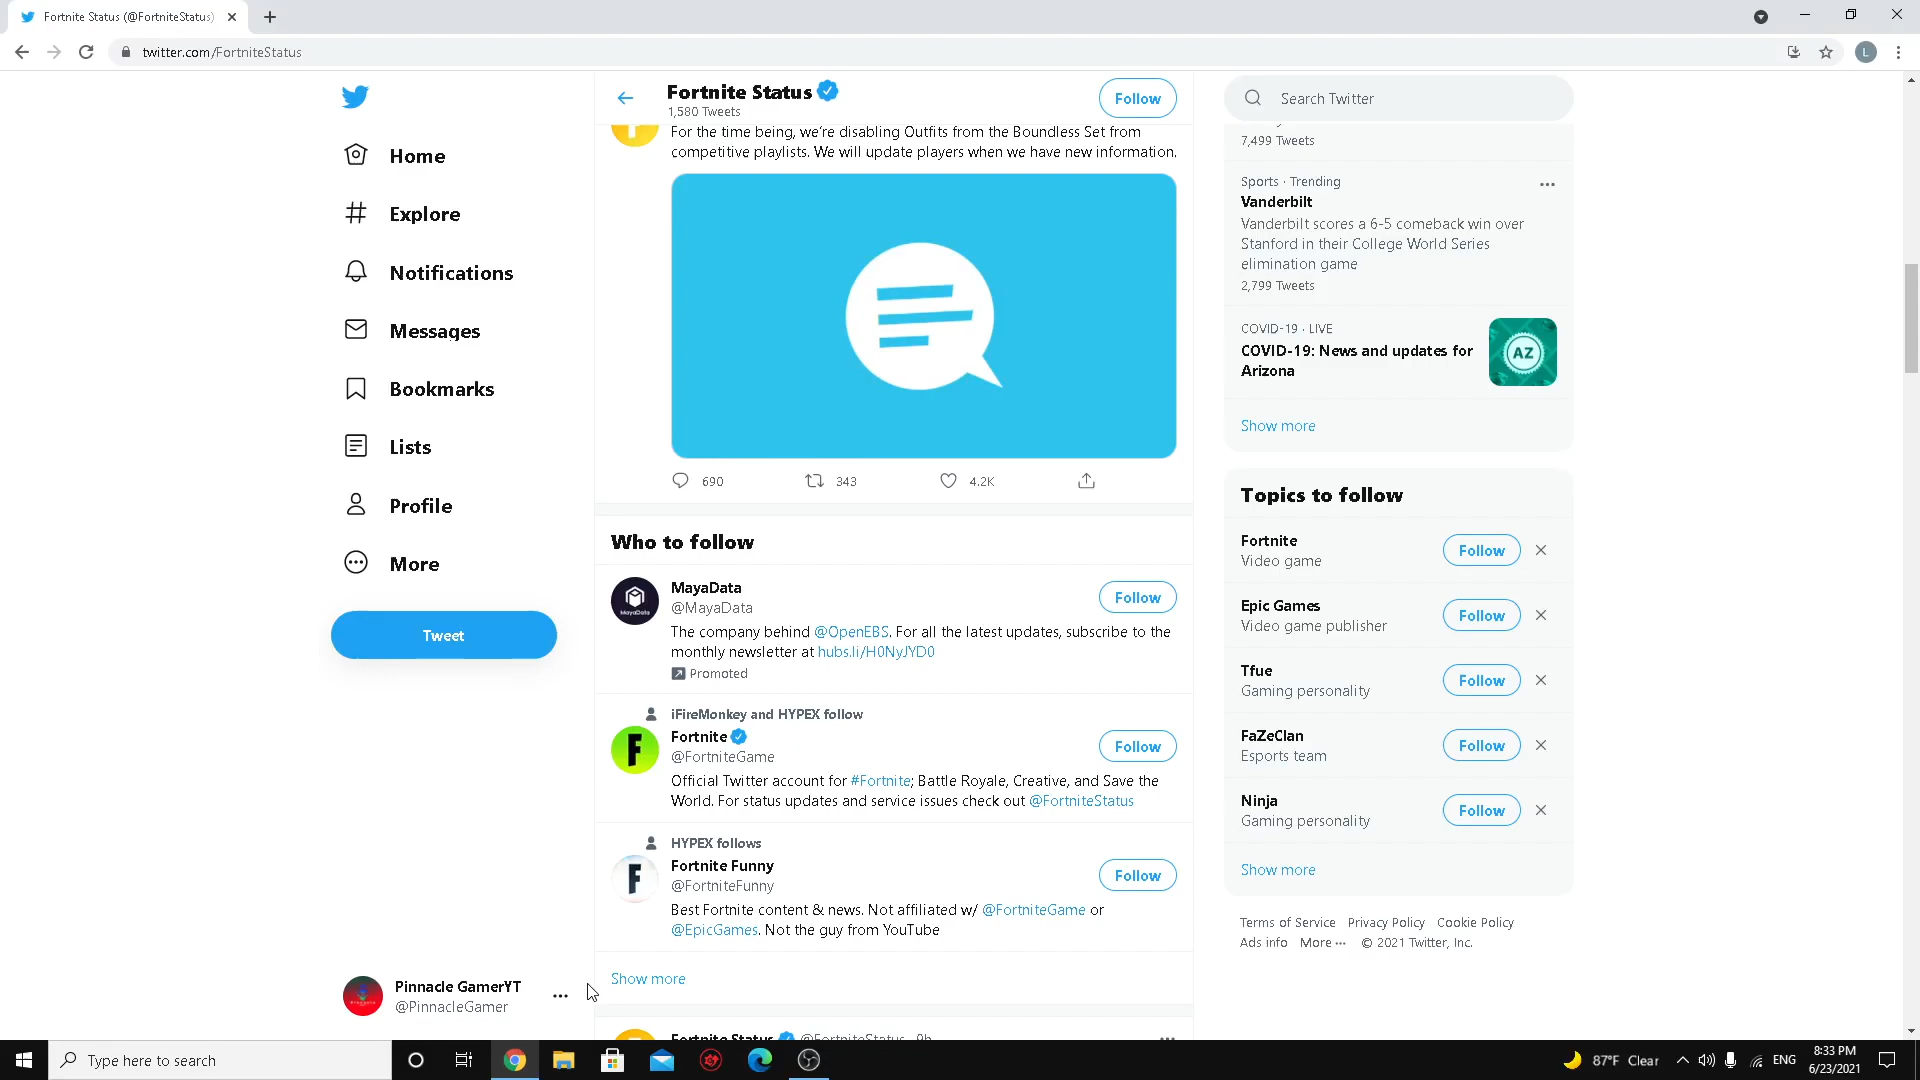 Fortnite Status (@FortniteStatus)
twitter.com/FortniteStatus
L
Home
Explore
Notifications
Messages
Bookmarks
Lists
Profile
More
Tweet
Pinnacle GamerYT
@PinnacleGamer
Fortnite Status
1,580 Tweets
Follow
For the time being, we're disabling Outfits from the Boundless Set from
competitive playlists. We will update players when we have new information.
690 343 4.2K
Who to follow
MayaData
MayaData
@MayaData
Follow
The company behind @OpenEBS. For all the latest updates, subscribe to the
monthly newsletter at hubs.li/H0NyJYD0
Promoted
iFireMonkey and HYPEX follow
F
Fortnite
@FortniteGame
Follow
Official Twitter account for #Fortnite; Battle Royale, Creative, and Save the
World. For status updates and service issues check out @FortniteStatus
HYPEX follows
F
Fortnite Funny
@FortniteFunny
Follow
Best Fortnite content & news. Not affiliated w/ @FortniteGame or
@EpicGames. Not the guy from YouTube
Show more
Fortnite Status @FortniteStatus · 9h
Search Twitter
7,499 Tweets
Sports · Trending
Vanderbilt
Vanderbilt scores a 6-5 comeback win over
Stanford in their College World Series
elimination game
2,799 Tweets
COVID-19 · LIVE
COVID-19: News and updates for
Arizona
AZ
Show more
Topics to follow
Fortnite
Video game
Follow
Epic Games
Video game publisher
Follow
Tfue
Gaming personality
Follow
FaZeClan
Esports team
Follow
Ninja
Gaming personality
Follow
Show more
Terms of Service Privacy Policy Cookie Policy
Ads info More ··· © 2021 Twitter, Inc.
Type here to search
87°F Clear
ENG
8:33 PM
6/23/2021